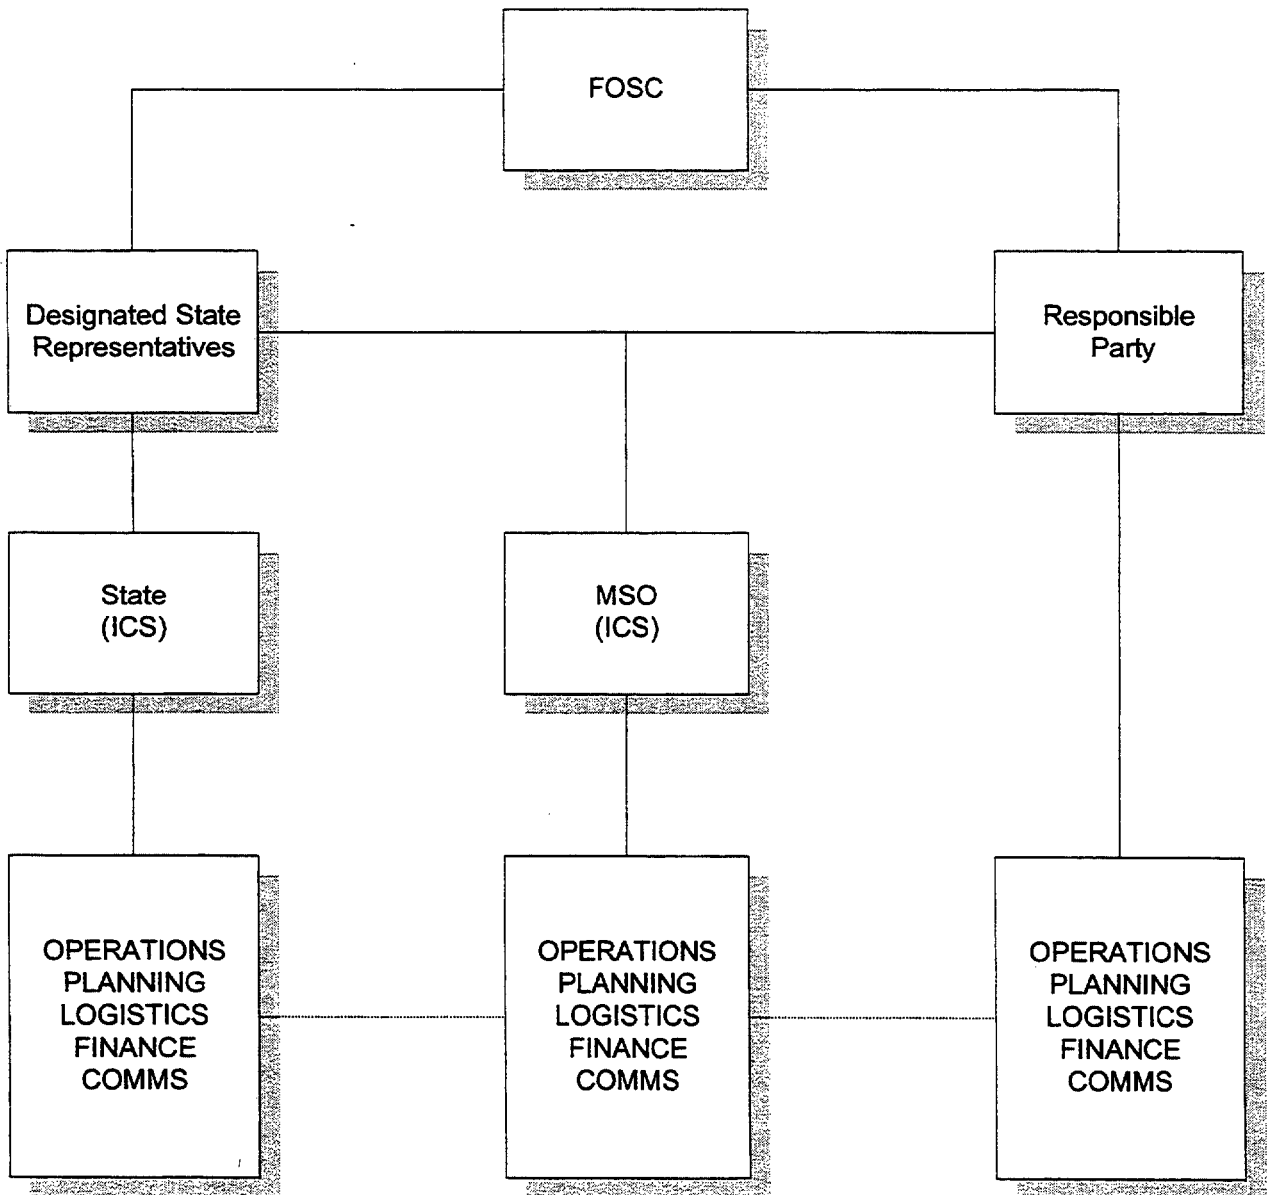 FOSC
Designated State
Representatives
Responsible
Party
State
(ICS)
MSO
(ICS)
OPERATIONS
PLANNING
LOGISTICS
FINANCE
COMMS
OPERATIONS
PLANNING
LOGISTICS
FINANCE
COMMS
OPERATIONS
PLANNING
LOGISTICS
FINANCE
COMMS